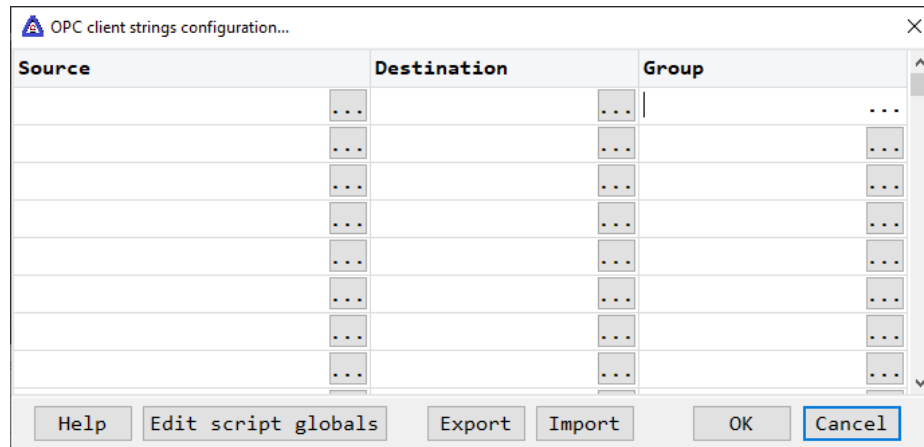 OPC client strings configuration...
Source Destination Group
... ... ...
... ... ...
... ... ...
... ... ...
... ... ...
... ... ...
... ... ...
... ... ...
Help Edit script globals Export Import OK Cancel